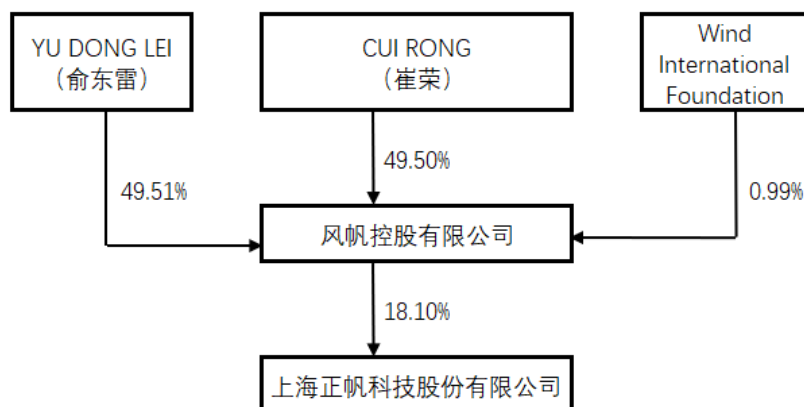 YU DONG LEI
（俞东雷）
CUI RONG
（崔荣）
Wind
International
Foundation
49.51%
49.50%
0.99%
风帆控股有限公司
18.10%
上海正帆科技股份有限公司